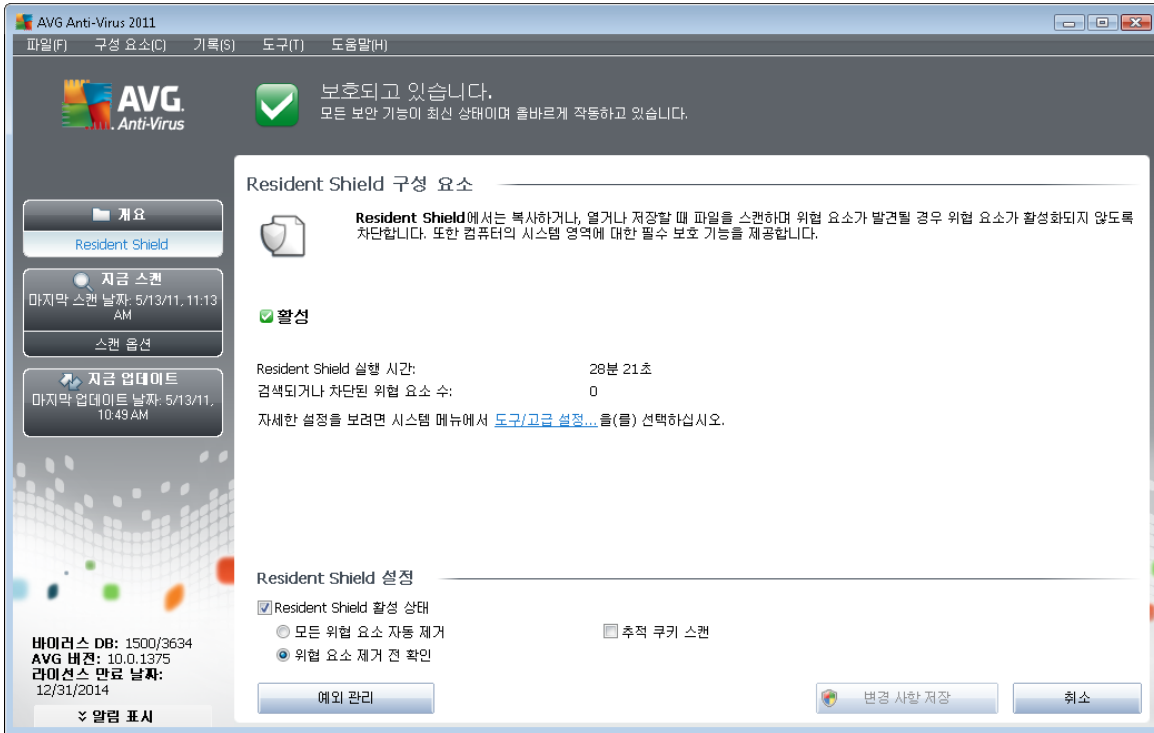 AVG Anti-Virus 2011
파일(F) 구성 요소(C) 기록(S) 도구(T) 도움말(H)
AVG.
Anti-Virus
보호되고 있습니다.
모든 보안 기능이 최신 상태이며 올바르게 작동하고 있습니다.
개요
Resident Shield
지금 스캔
마지막 스캔 날짜: 5/13/11, 11:13
AM
스캔 옵션
지금 업데이트
마지막 업데이트 날짜: 5/13/11,
10:49 AM
바이러스 DB: 1500/3634
AVG 버전: 10.0.1375
라이선스 만료 날짜:
12/31/2014
알림 표시
Resident Shield 구성 요소
Resident Shield에서는 복사하거나, 열거나 저장할 때 파일을 스캔하며 위협 요소가 발견될 경우 위협 요소가 활성화되지 않도록
차단합니다. 또한 컴퓨터의 시스템 영역에 대한 필수 보호 기능을 제공합니다.
활성
Resident Shield 실행 시간: 28분 21초
검색되거나 차단된 위협 요소 수: 0
자세한 설정을 보려면 시스템 메뉴에서 도구/고급 설정... 을(를) 선택하십시오.
Resident Shield 설정
Resident Shield 활성 상태
모든 위협 요소 자동 제거 추적 쿠키 스캔
위협 요소 제거 전 확인
예외 관리 변경 사항 저장 취소